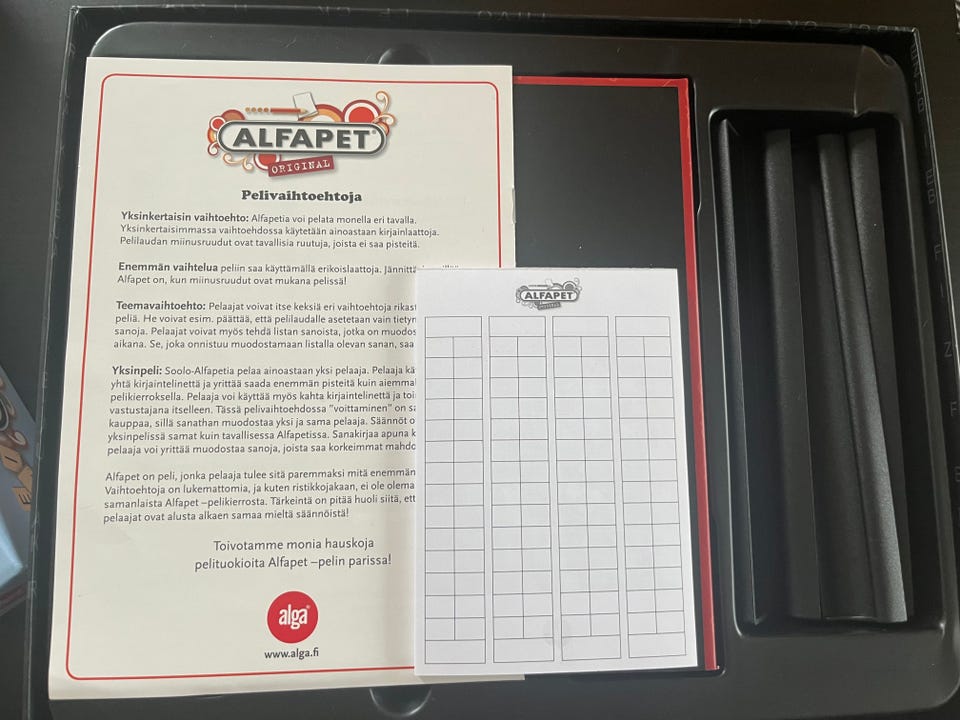 ALFAPET
ORIGINAL
Pelivaihtoehtoja
Yksinkertaisin vaihtoehto: Alfapetia voi pelata monella eri tavalla.
Yksinkertaisimmassa vaihtoehdossa käytetään ainoastaan kirjainlaattoja.
Pelilaudan miinusruudut ovat tavallisia ruutuja, joista ei saa pisteitä.
Enemmän vaihtelua peliin saa käyttämällä erikoislaattoja.
Alfapet on, kun miinusruudut ovat mukana pelissä!
Teemavaihtoehto: Pelaajat voivat itse keksiä eri vaihtoehtoja
peliä. He voivat esim. päättää, että pelilaudalle asetetaan vain
sanoja. Pelaajat voivat myös tehdä listan sanoista, jotka on
aikana. Se, joka onnistuu muodostamaan listalla olevan sanan, saa
Yksinpeli: Soolo-Alfapetia pelaa ainoastaan yksi pelaaja. Pelaaja
yhtä kirjaintelinettä ja yrittää saada enemmän pisteitä kuin
pelikierroksella. Pelaaja voi käyttää myös kahta kirjaintelinettä ja
vastustajana itselleen. Tässä pelivaihtoehdossa "voittaminen" on
kauppaa, sillä sanathan muodostaa yksi ja sama pelaaja. Säännöt
yksinpelissä samat kuin tavallisessa Alfapetissa. Sanakirjaa apuna
pelaaja voi yrittää muodostaa sanoja, joista saa korkeimmat
Alfapet on peli, jonka pelaaja tulee sitä paremmaksi mitä enemmän
Vaihtoehtoja on lukemattomia, ja kuten ristikkojakaan, ei ole
samanlaista Alfapet –pelikierrosta. Tärkeintä on pitää huoli siitä,
pelaajat ovat alusta alkaen samaa mieltä säännöistä!
Toivotamme monia hauskoja
pelituokioita Alfapet –pelin parissa!
alga
www.alga.fi
ALFAPET